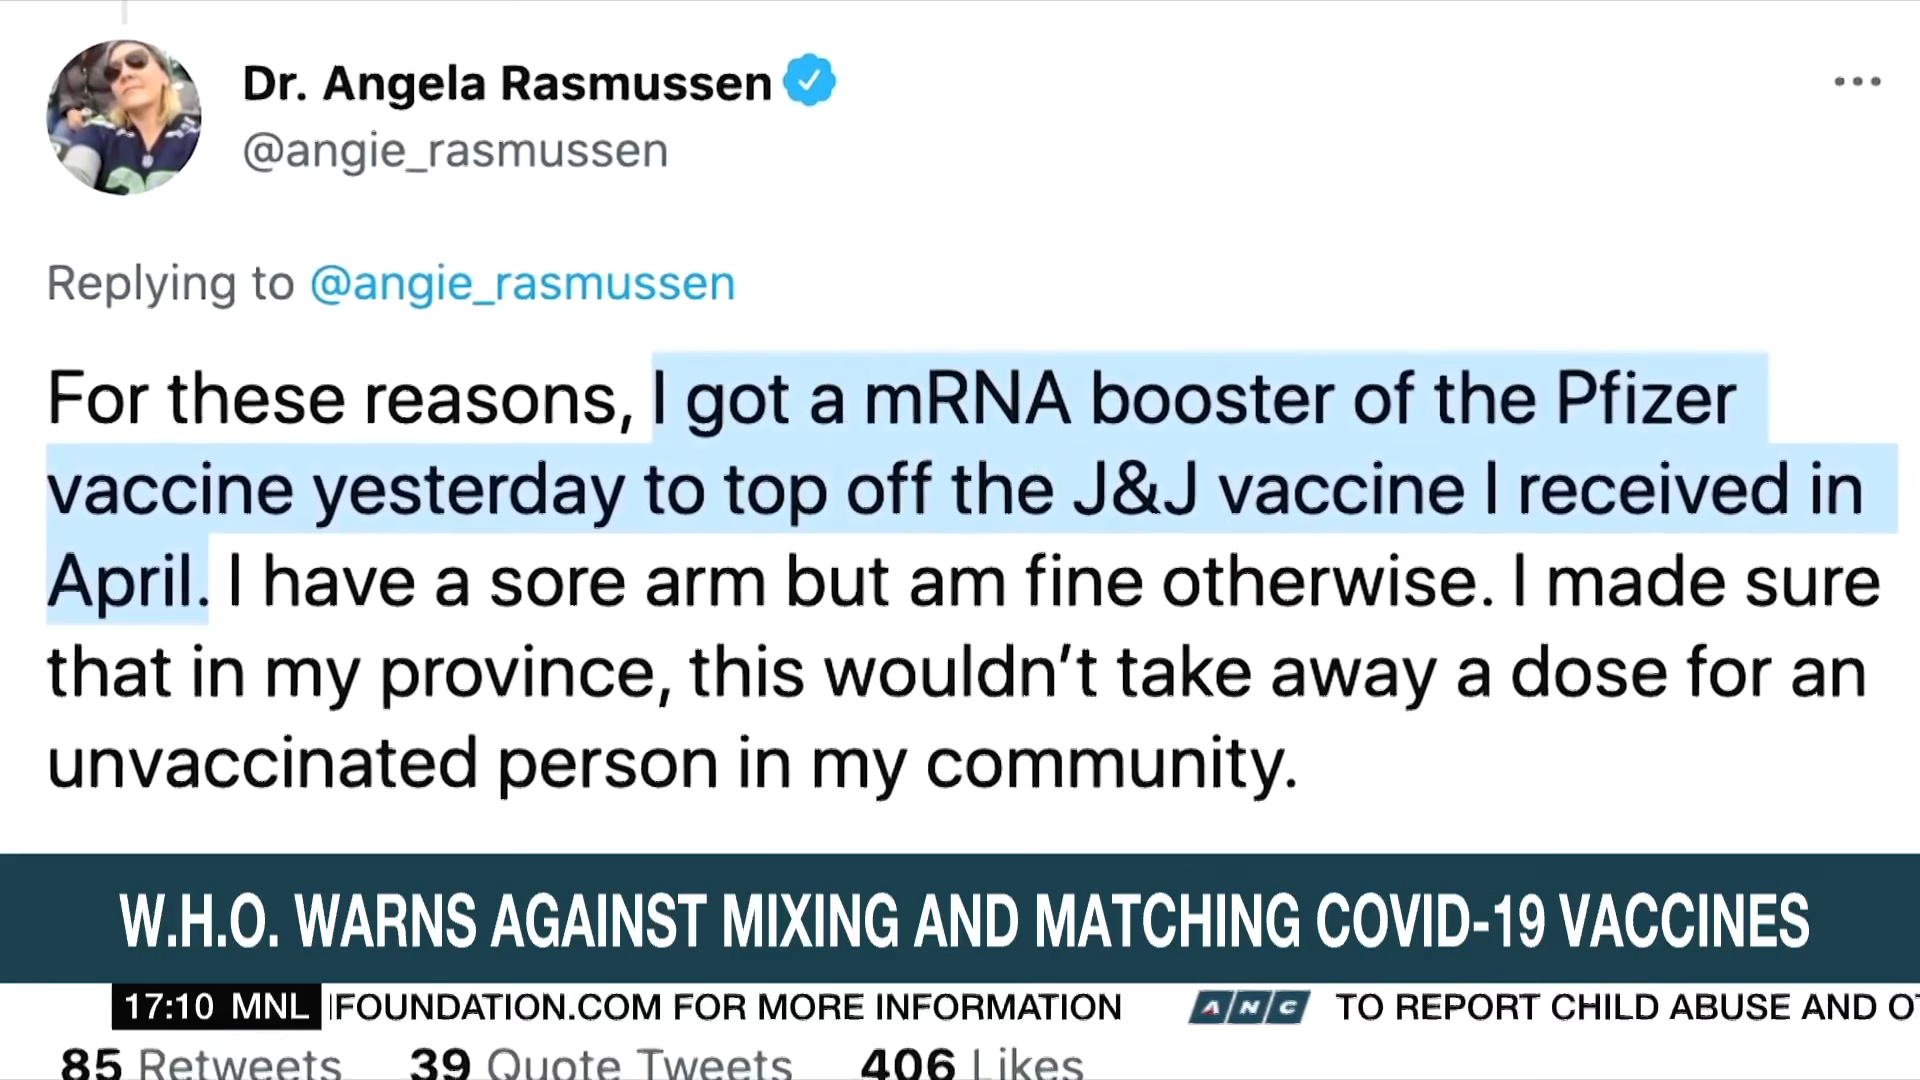 Dr. Angela Rasmussen
@angie_rasmussen
Replying to @angie_rasmussen
For these reasons, I got a mRNA booster of the Pfizer
vaccine yesterday to top off the J&J vaccine I received in
April. I have a sore arm but am fine otherwise. I made sure
that in my province, this wouldn’t take away a dose for an
unvaccinated person in my community.
W.H.O. WARNS AGAINST MIXING AND MATCHING COVID-19 VACCINES
17:10 MNL FOUNDATION.COM FOR MORE INFORMATION ANC TO REPORT CHILD ABUSE AND
85 Retweets 39 Quote Tweets 406 Likes